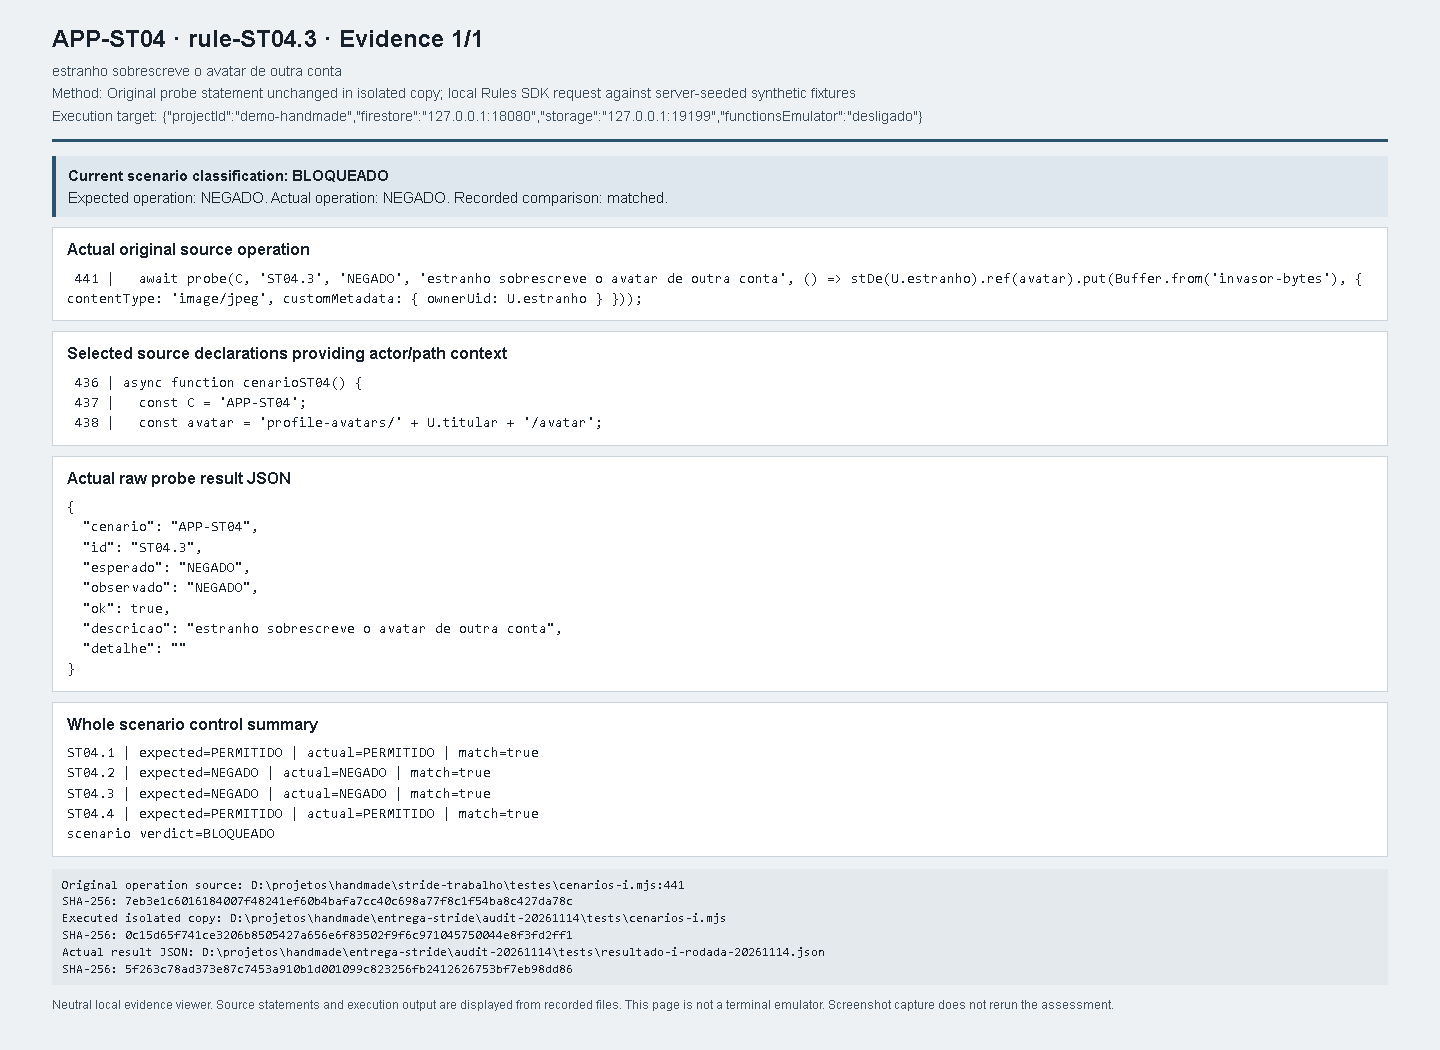 APP-ST04 · rule-ST04.3 · Evidence 1/1
estranho sobrescreve o avatar de outra conta
Method: Original probe statement unchanged in isolated copy; local Rules SDK request against server-seeded synthetic fixtures
Execution target: {"projectId":"demo-handmade","firestore":"127.0.0.1:18080","storage":"127.0.0.1:19199","functionsEmulator":"desligado"}
Current scenario classification: BLOQUEADO
Expected operation: NEGADO. Actual operation: NEGADO. Recorded comparison: matched.
Actual original source operation
441 |   await probe(C, 'ST04.3', 'NEGADO', 'estranho sobrescreve o avatar de outra conta', () => stDe(U.estranho).ref(avatar).put(Buffer.from('invasor-bytes'), {
contentType: 'image/jpeg', customMetadata: { ownerUid: U.estranho } }));
Selected source declarations providing actor/path context
436 | async function cenarioST04() {
437 |   const C = 'APP-ST04';
438 |   const avatar = 'profile-avatars/' + U.titular + '/avatar';
Actual raw probe result JSON
{
  "cenario": "APP-ST04",
  "id": "ST04.3",
  "esperado": "NEGADO",
  "observado": "NEGADO",
  "ok": true,
  "descricao": "estranho sobrescreve o avatar de outra conta",
  "detalhe": ""
}
Whole scenario control summary
ST04.1 | expected=PERMITIDO | actual=PERMITIDO | match=true
ST04.2 | expected=NEGADO | actual=NEGADO | match=true
ST04.3 | expected=NEGADO | actual=NEGADO | match=true
ST04.4 | expected=PERMITIDO | actual=PERMITIDO | match=true
scenario verdict=BLOQUEADO
Original operation source: D:\projetos\handmade\stride-trabalho\testes\cenarios-i.mjs:441
SHA-256: 7eb3e1c6016184007f48241ef60b4bafa7cc40c698a77f8c1f54ba8c427da78c
Executed isolated copy: D:\projetos\handmade\entrega-stride\audit-20261114\tests\cenarios-i.mjs
SHA-256: 0c15d65f741ce3206b8505427a656e6f83502f9f6c971045750044e8f3fd2ff1
Actual result JSON: D:\projetos\handmade\entrega-stride\audit-20261114\tests\resultado-i-rodada-20261114.json
SHA-256: 5f263c78ad373e87c7453a910b1d001099c823256fb2412626753bf7eb98dd86
Neutral local evidence viewer. Source statements and execution output are displayed from recorded files. This page is not a terminal emulator. Screenshot capture does not rerun the assessment.